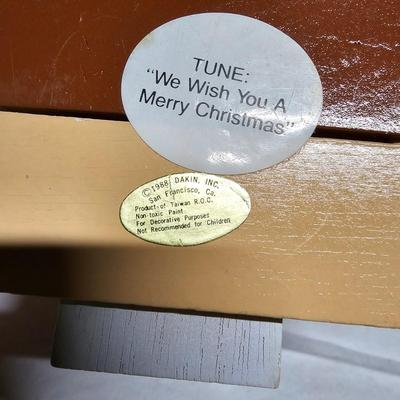 TUNE:
"We Wish You A
Merry Christmas"
©1988 DAKIN, INC.
San Francisco, Ca.
Product of Taiwan R.O.C.
Non-toxic Paint
For Decorative Purposes
Not Recommended for Children